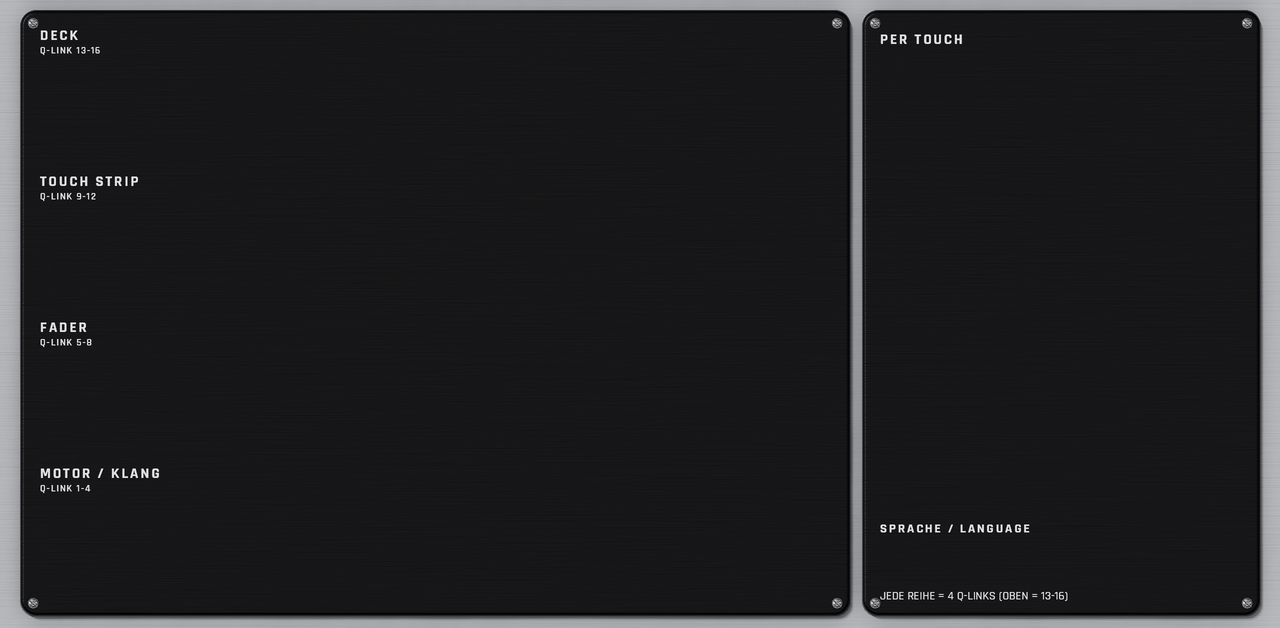 DECK
Q-LINK 13-16
TOUCH STRIP
Q-LINK 9-12
FADER
Q-LINK 5-8
MOTOR / KLANG
Q-LINK 1-4
PER TOUCH
SPRACHE / LANGUAGE
JEDE REIHE = 4 Q-LINKS (OBEN = 13-16)